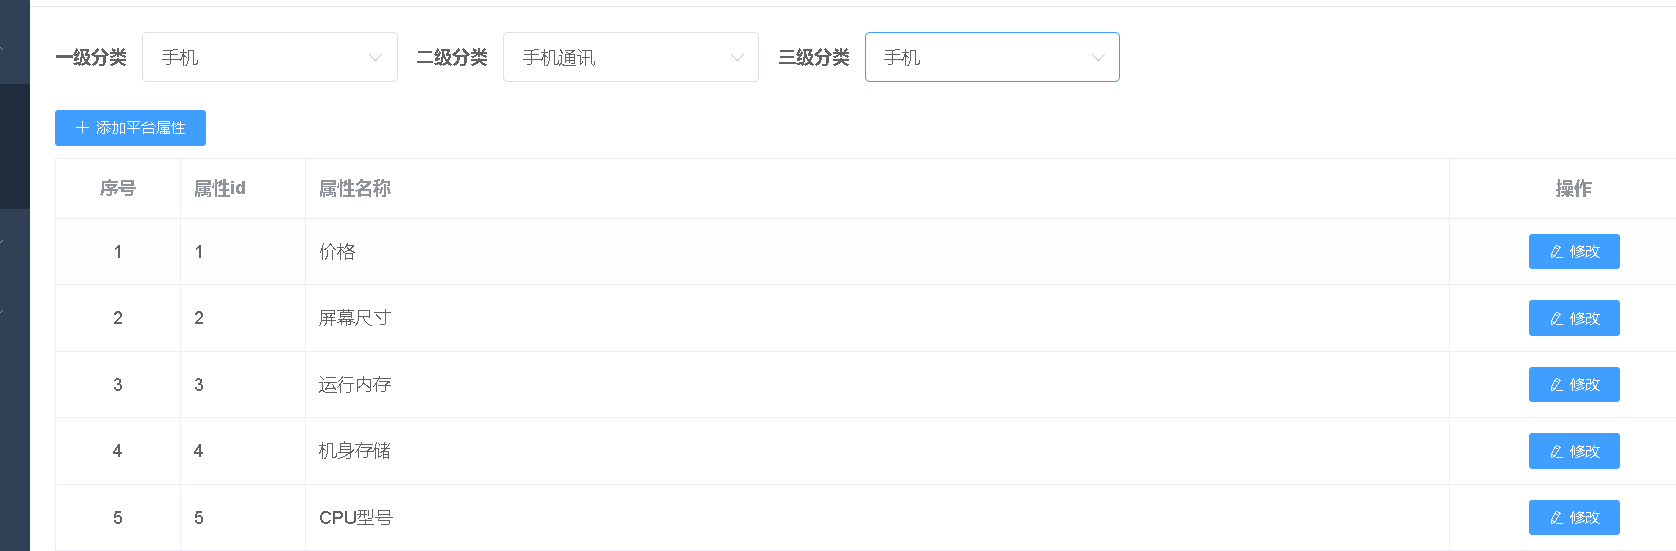 一级分类 手机 二级分类 手机通讯 三级分类 手机
添加平台属性
序号 属性id 属性名称 操作
1 1 价格 修改
2 2 屏幕尺寸 修改
3 3 运行内存 修改
4 4 机身存储 修改
5 5 CPU型号 修改